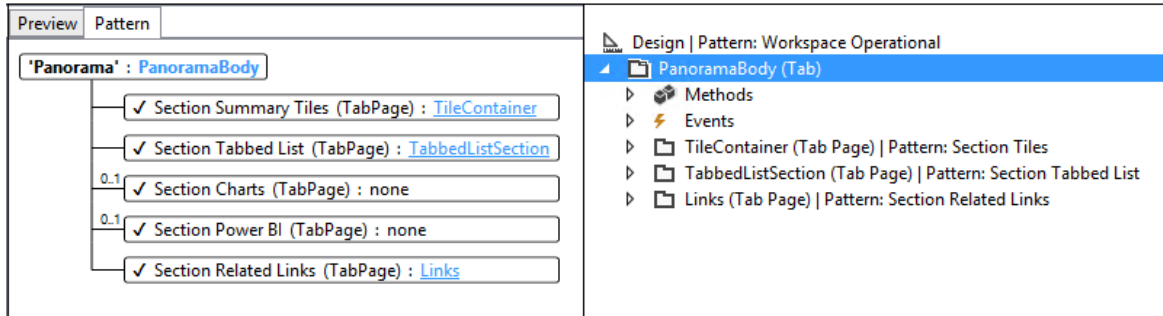 Preview Pattern
'Panorama' : PanoramaBody
✓ Section Summary Tiles (TabPage) : TileContainer
✓ Section Tabbed List (TabPage) : TabbedListSection
0..1 ✓ Section Charts (TabPage) : none
0..1 ✓ Section Power BI (TabPage) : none
✓ Section Related Links (TabPage) : Links
Design | Pattern: Workspace Operational
PanoramaBody (Tab)
Methods
Events
TileContainer (Tab Page) | Pattern: Section Tiles
TabbedListSection (Tab Page) | Pattern: Section Tabbed List
Links (Tab Page) | Pattern: Section Related Links